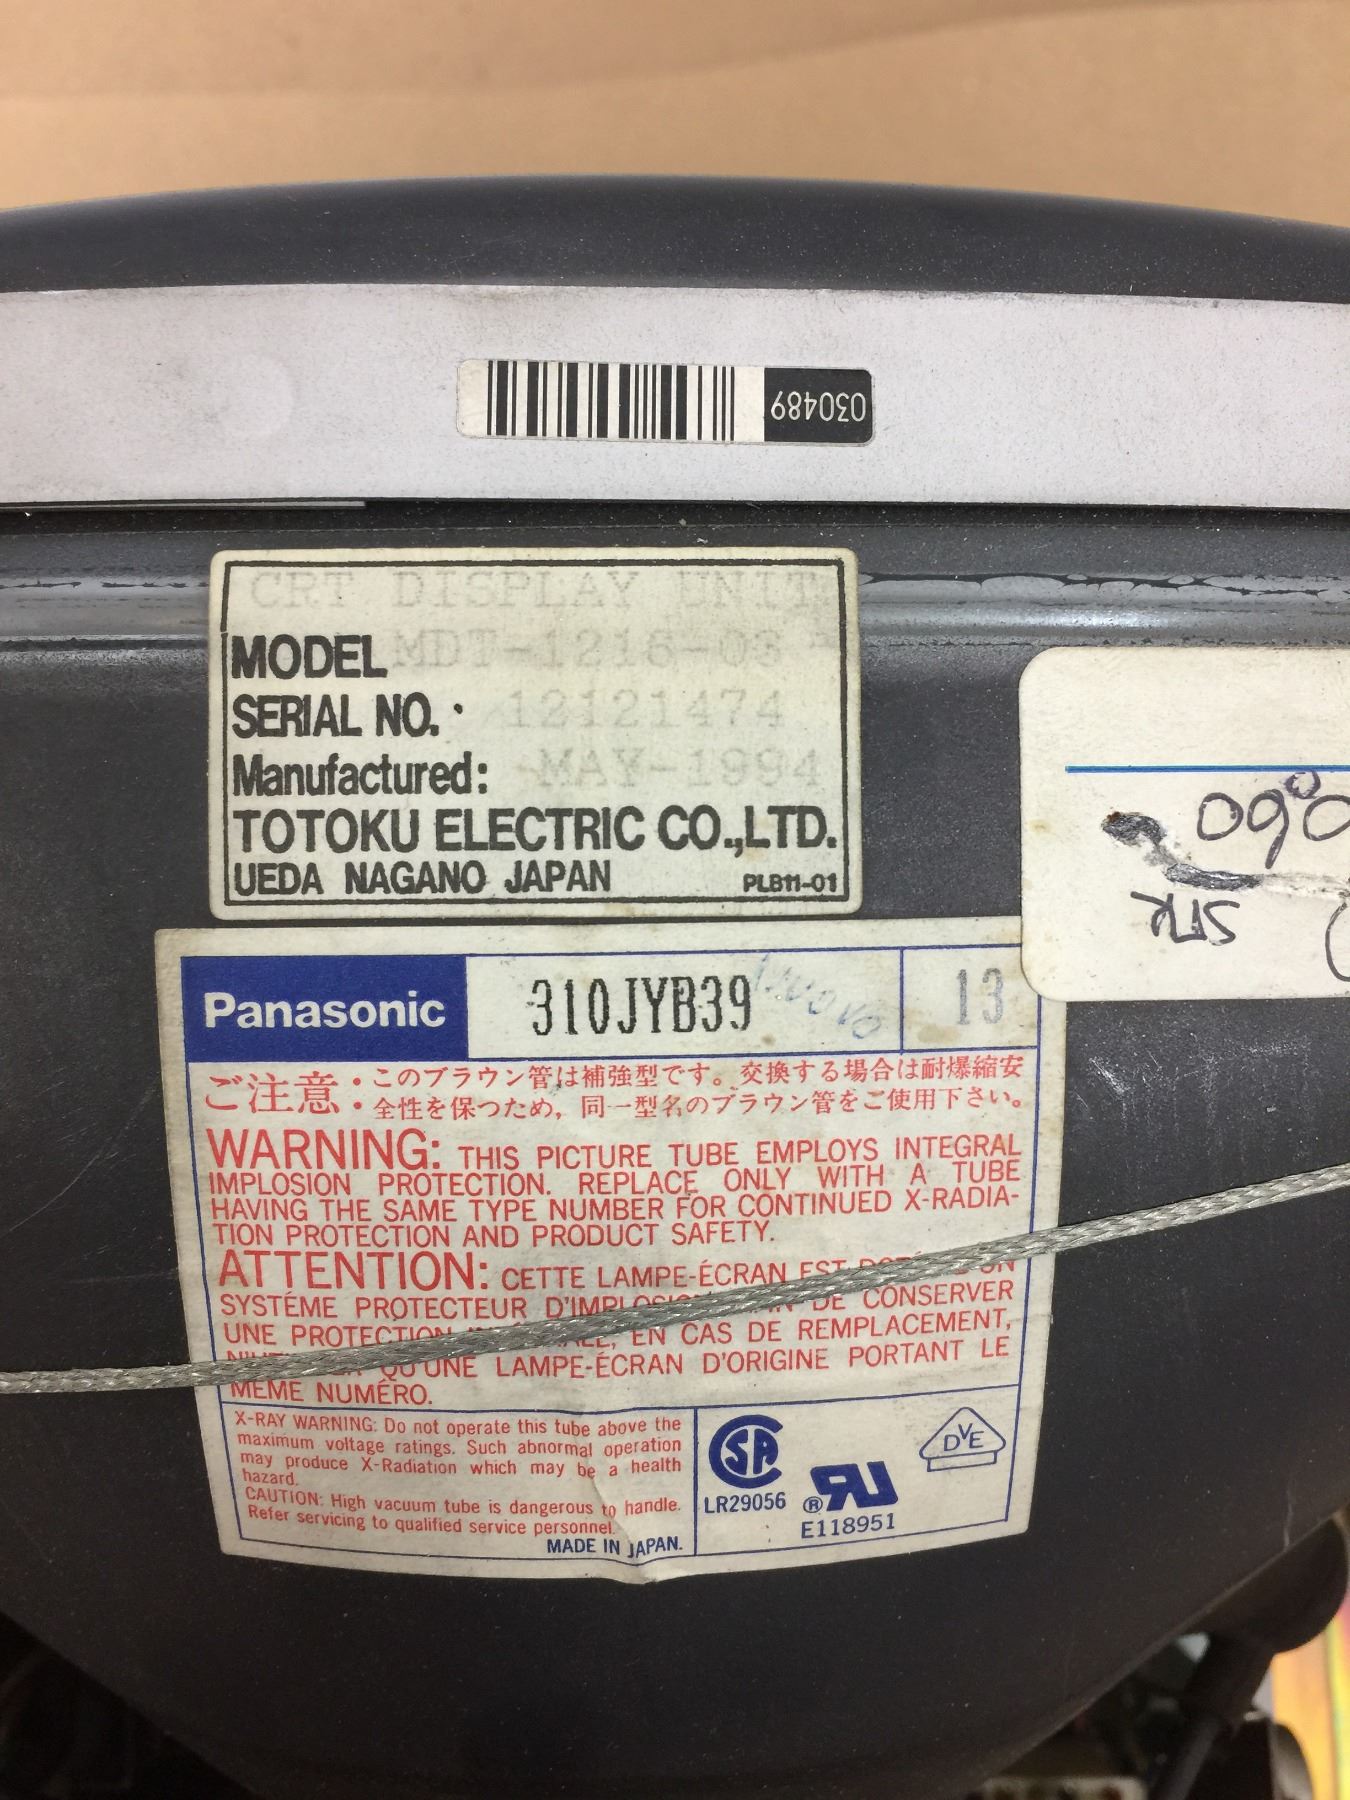 030489
CRT DISPLAY UNIT
MODEL MDT-1216-03
SERIAL NO. 12121474
Manufactured: MAY-1994
TOTOKU ELECTRIC CO.,LTD.
UEDA NAGANO JAPAN PLB11-01
Panasonic 310JYB39 13
ご注意・このブラウン管は補強型です。交換する場合は耐爆縮安
・全性を保つため，同一型名のブラウン管をご使用下さい。
WARNING: THIS PICTURE TUBE EMPLOYS INTEGRAL
IMPLOSION PROTECTION. REPLACE ONLY WITH A TUBE
HAVING THE SAME TYPE NUMBER FOR CONTINUED X-RADIA-
TION PROTECTION AND PRODUCT SAFETY.
ATTENTION: CETTE LAMPE-ÉCRAN EST
SYSTÉME PROTECTEUR DE CONSERVER
UNE PROTECTION EN CAS DE REMPLACEMENT,
QU'UNE LAMPE-ÉCRAN D'ORIGINE PORTANT LE
MÉME NUMÉRO.
X-RAY WARNING: Do not operate this tube above the
maximum voltage ratings. Such abnormal operation
may produce X-Radiation which may be a health
hazard.
CAUTION: High vacuum tube is dangerous to handle.
Refer servicing to qualified service personnel.
MADE IN JAPAN.
SA
LR29056
RU ®
E118951
DVE